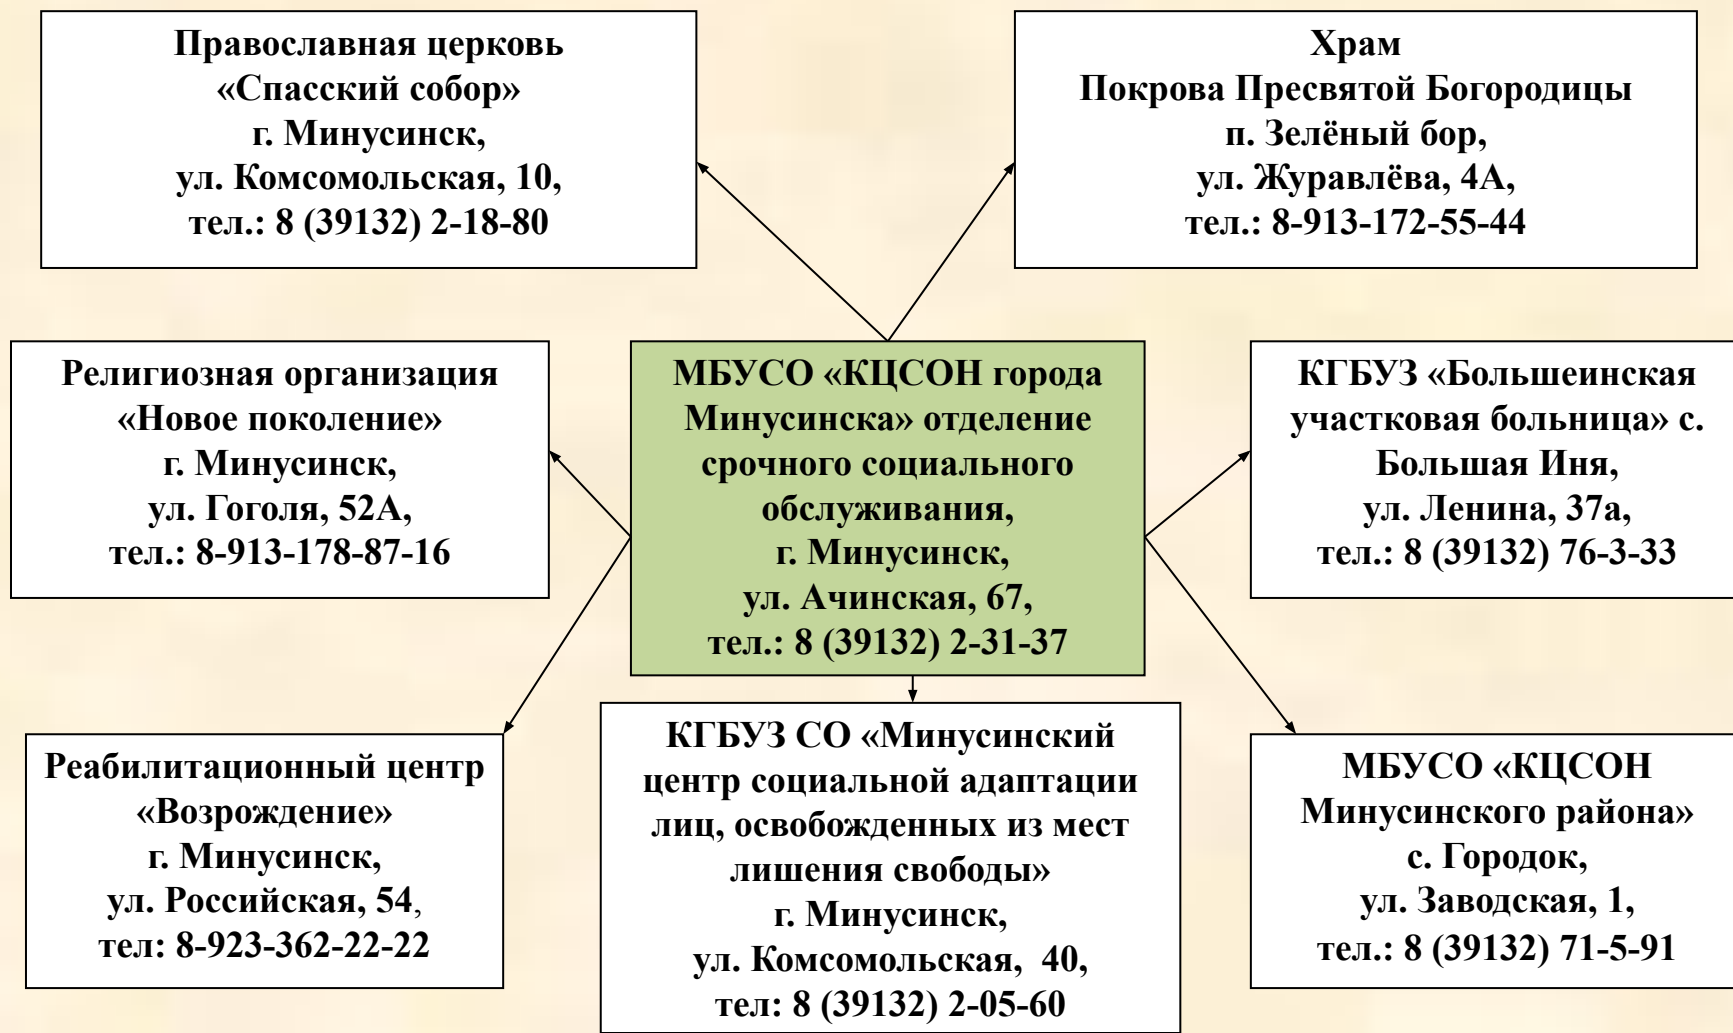 Православная церковь
«Спасский собор»
г. Минусинск,
ул. Комсомольская, 10,
тел.: 8 (39132) 2-18-80
Храм
Покрова Пресвятой Богородицы
п. Зелёный бор,
ул. Журавлёва, 4А,
тел.: 8-913-172-55-44
Религиозная организация
«Новое поколение»
г. Минусинск,
ул. Гоголя, 52А,
тел.: 8-913-178-87-16
МБУСО «КЦСОН города
Минусинска» отделение
срочного социального
обслуживания,
г. Минусинск,
ул. Ачинская, 67,
тел.: 8 (39132) 2-31-37
КГБУЗ «Большеинская
участковая больница» с.
Большая Иня,
ул. Ленина, 37а,
тел.: 8 (39132) 76-3-33
Реабилитационный центр
«Возрождение»
г. Минусинск,
ул. Российская, 54,
тел: 8-923-362-22-22
КГБУЗ СО «Минусинский
центр социальной адаптации
лиц, освобожденных из мест
лишения свободы»
г. Минусинск,
ул. Комсомольская, 40,
тел: 8 (39132) 2-05-60
МБУСО «КЦСОН
Минусинского района»
с. Городок,
ул. Заводская, 1,
тел.: 8 (39132) 71-5-91